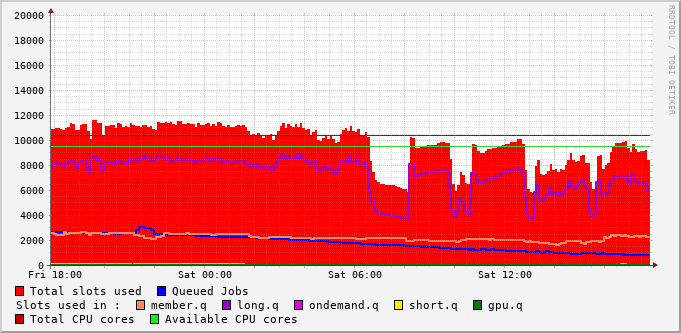 RRDTOOL / TOBI OETIKER
20000
18000
16000
14000
12000
10000
8000
6000
4000
2000
0
Fri 18:00 Sat 00:00 Sat 06:00 Sat 12:00
Total slots used Queued Jobs
Slots used in : member.q long.q ondemand.q short.q gpu.q
Total CPU cores Available CPU cores